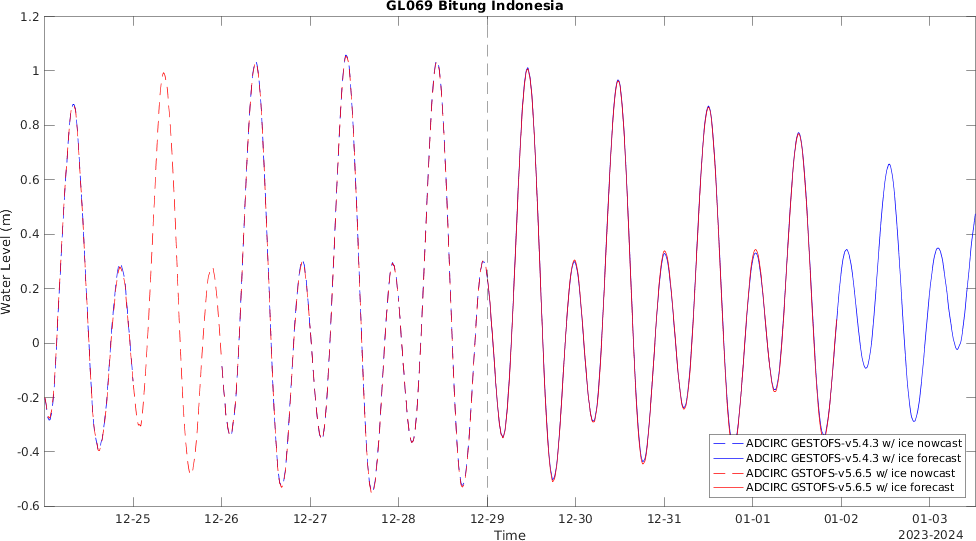 GL069 Bitung Indonesia
1.2
1
0.8
0.6
0.4
0.2
0
-0.2
-0.4
-0.6
Water Level (m)
12-25 12-26 12-27 12-28 12-29 12-30 12-31 01-01 01-02 01-03
Time
2023-2024
ADCIRC GESTOFS-v5.4.3 w/ ice nowcast
ADCIRC GESTOFS-v5.4.3 w/ ice forecast
ADCIRC GSTOFS-v5.6.5 w/ ice nowcast
ADCIRC GSTOFS-v5.6.5 w/ ice forecast